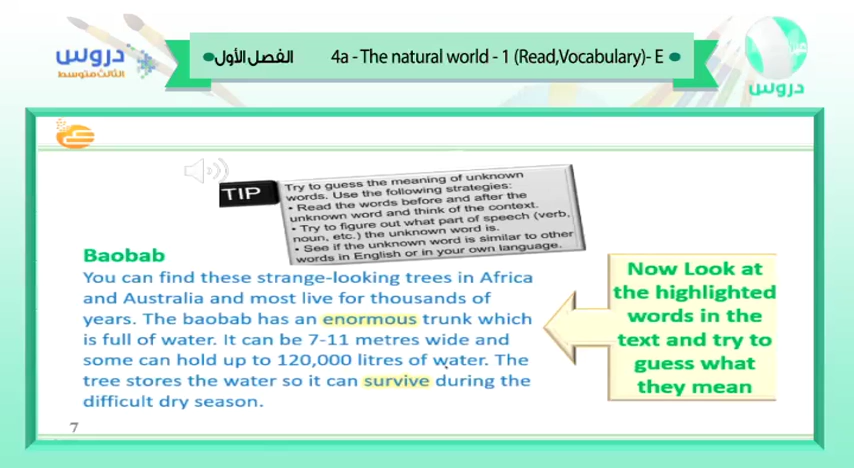 دروس
الثالث متوسط
الفصل الأول
4a - The natural world - 1 (Read,Vocabulary)- E
دروس
TIP
Try to guess the meaning of unknown
words. Use the following strategies:
• Read the words before and after the
unknown word and think of the context.
• Try to figure out what part of speech (verb,
noun, etc.) the unknown word is.
• See if the unknown word is similar to other
words in English or in your own language.
Baobab
You can find these strange-looking trees in Africa
and Australia and most live for thousands of
years. The baobab has an enormous trunk which
is full of water. It can be 7-11 metres wide and
some can hold up to 120,000 litres of water. The
tree stores the water so it can survive during the
difficult dry season.
Now Look at
the highlighted
words in the
text and try to
guess what
they mean
7